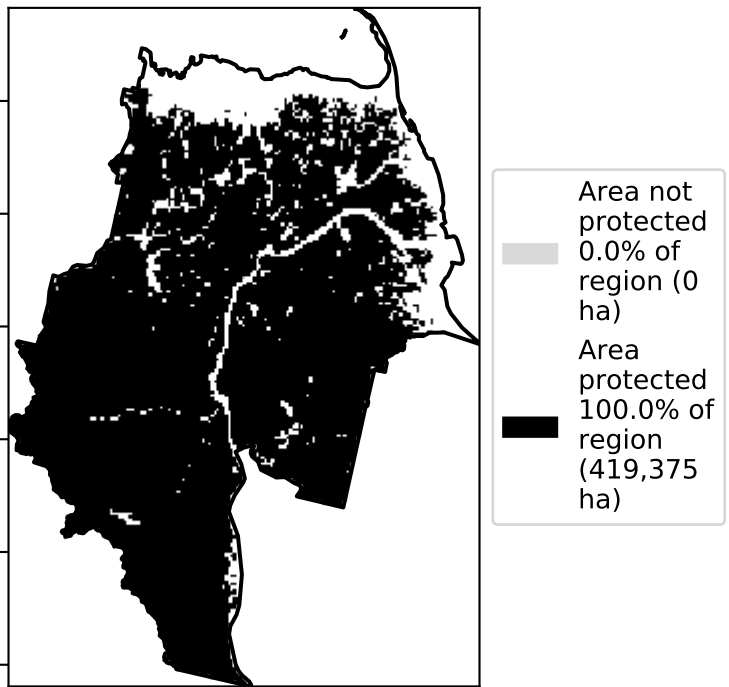 Area not
protected
0.0% of
region (0
ha)
Area
protected
100.0% of
region
(419,375
ha)